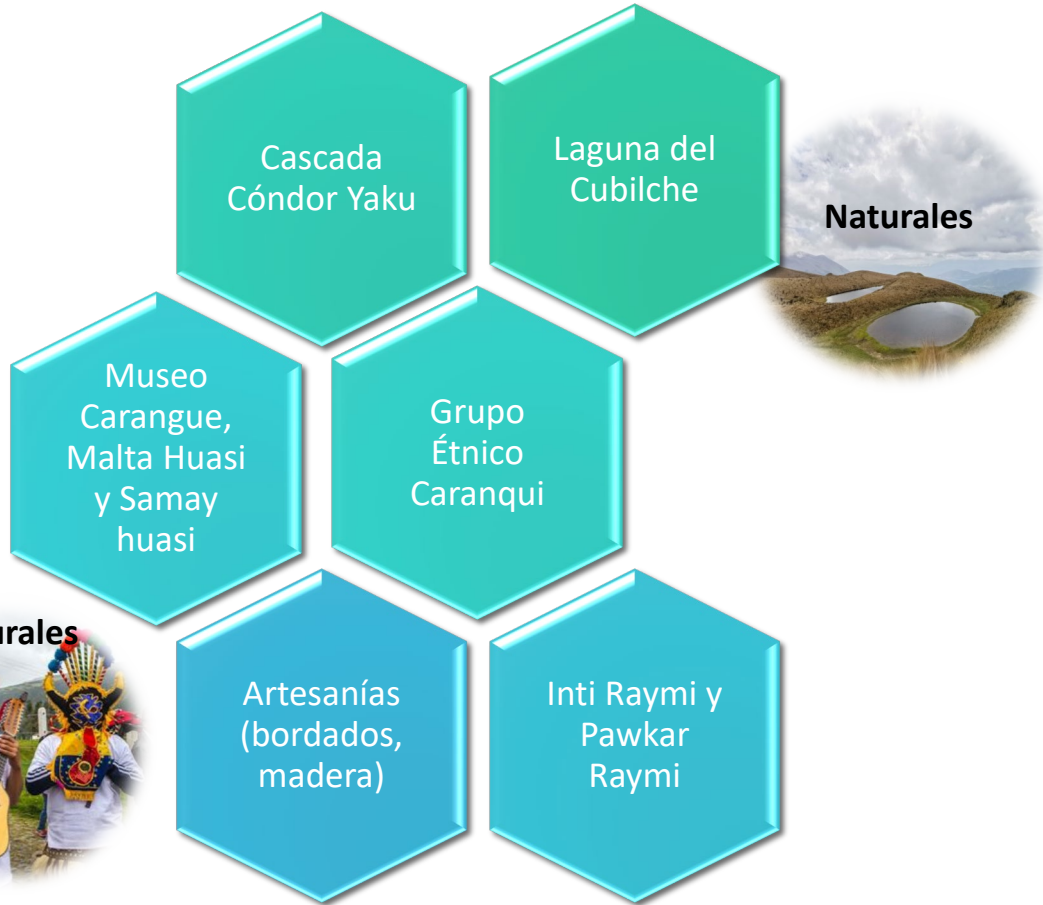 Cascada
Cóndor Yaku
Laguna del
Cubilche
Naturales
Museo
Carangue,
Malta Huasi
y Samay
huasi
Grupo
Étnico
Caranqui
urales
Artesanías
(bordados,
madera)
Inti Raymi y
Pawkar
Raymi